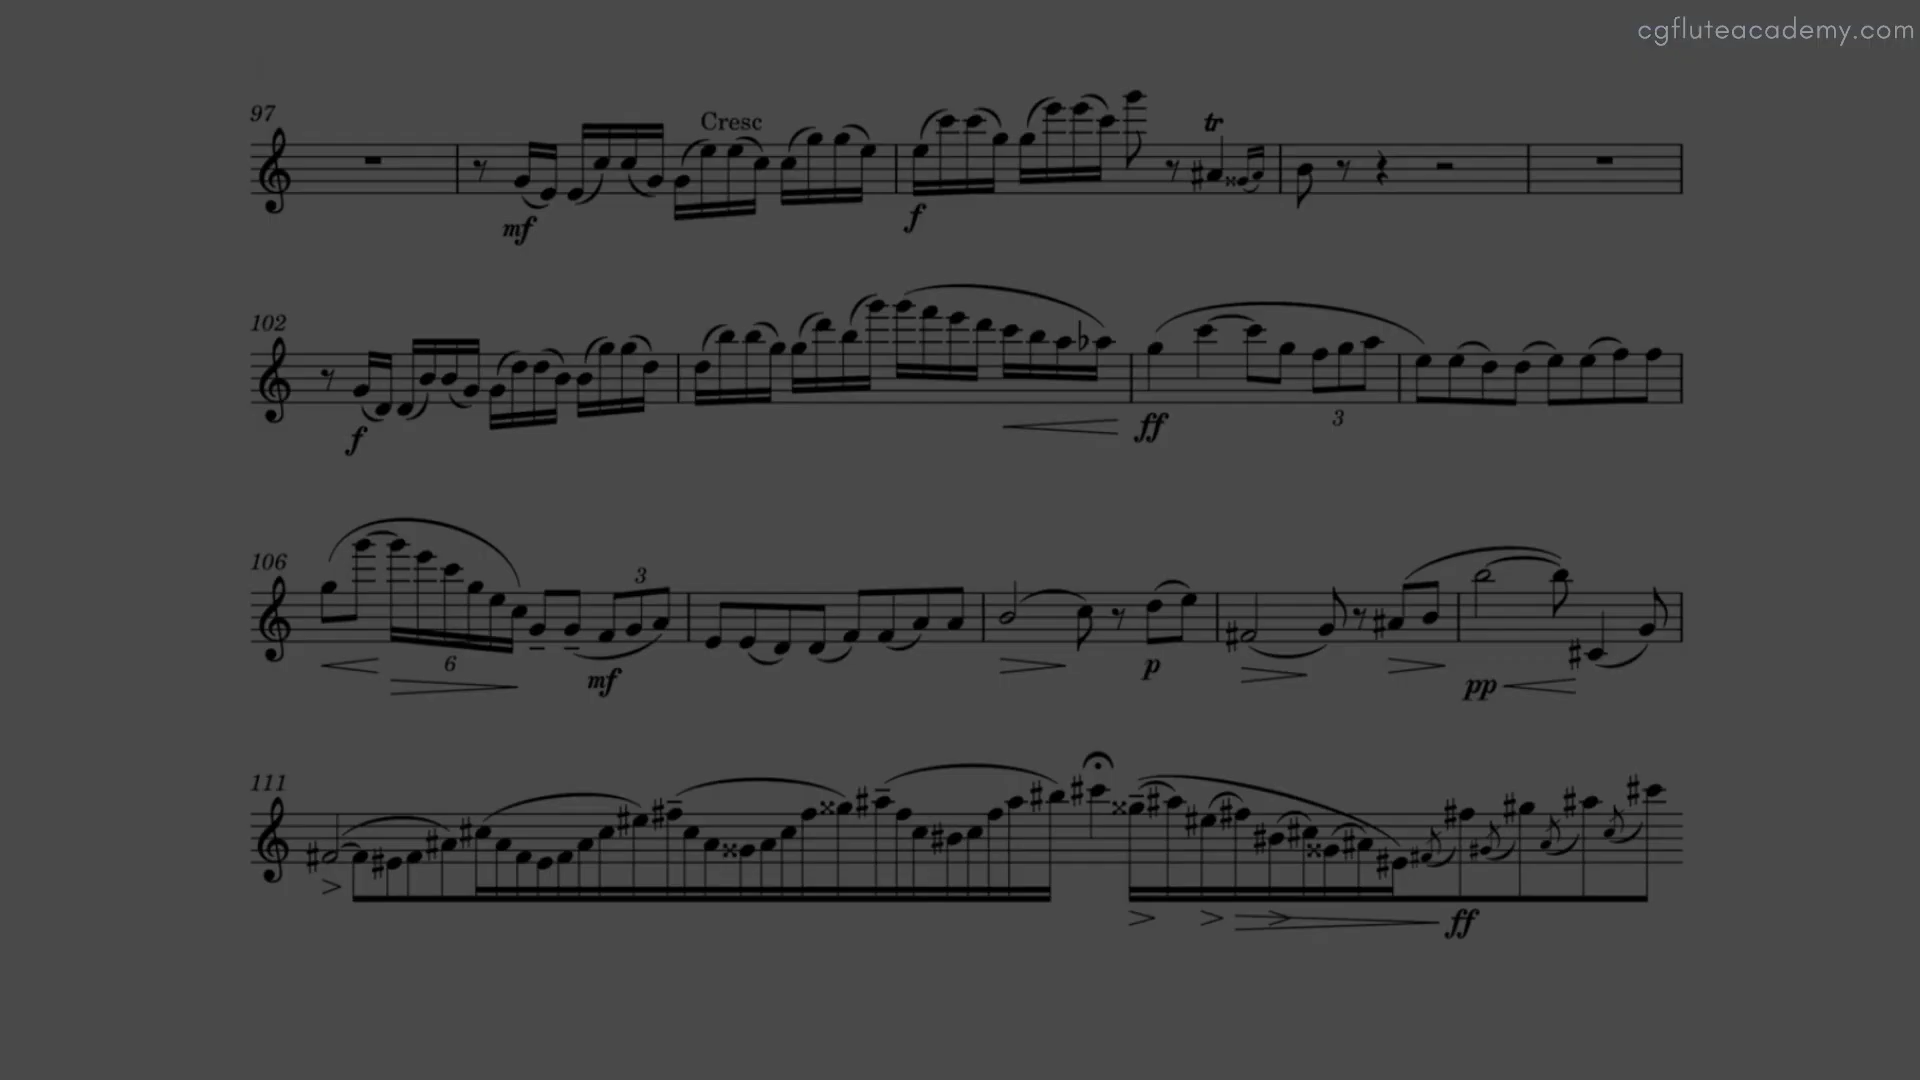 cgfluteacademy.com
97
Cresc
tr
mf
f
102
f
3
ff
106
3
6
mf
p
pp
111
ff